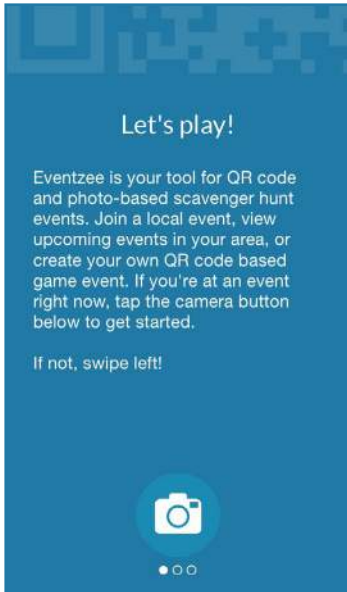 Let's play!
Eventzee is your tool for QR code
and photo-based scavenger hunt
events. Join a local event, view
upcoming events in your area, or
create your own QR code based
game event. If you're at an event
right now, tap the camera button
below to get started.
If not, swipe left!